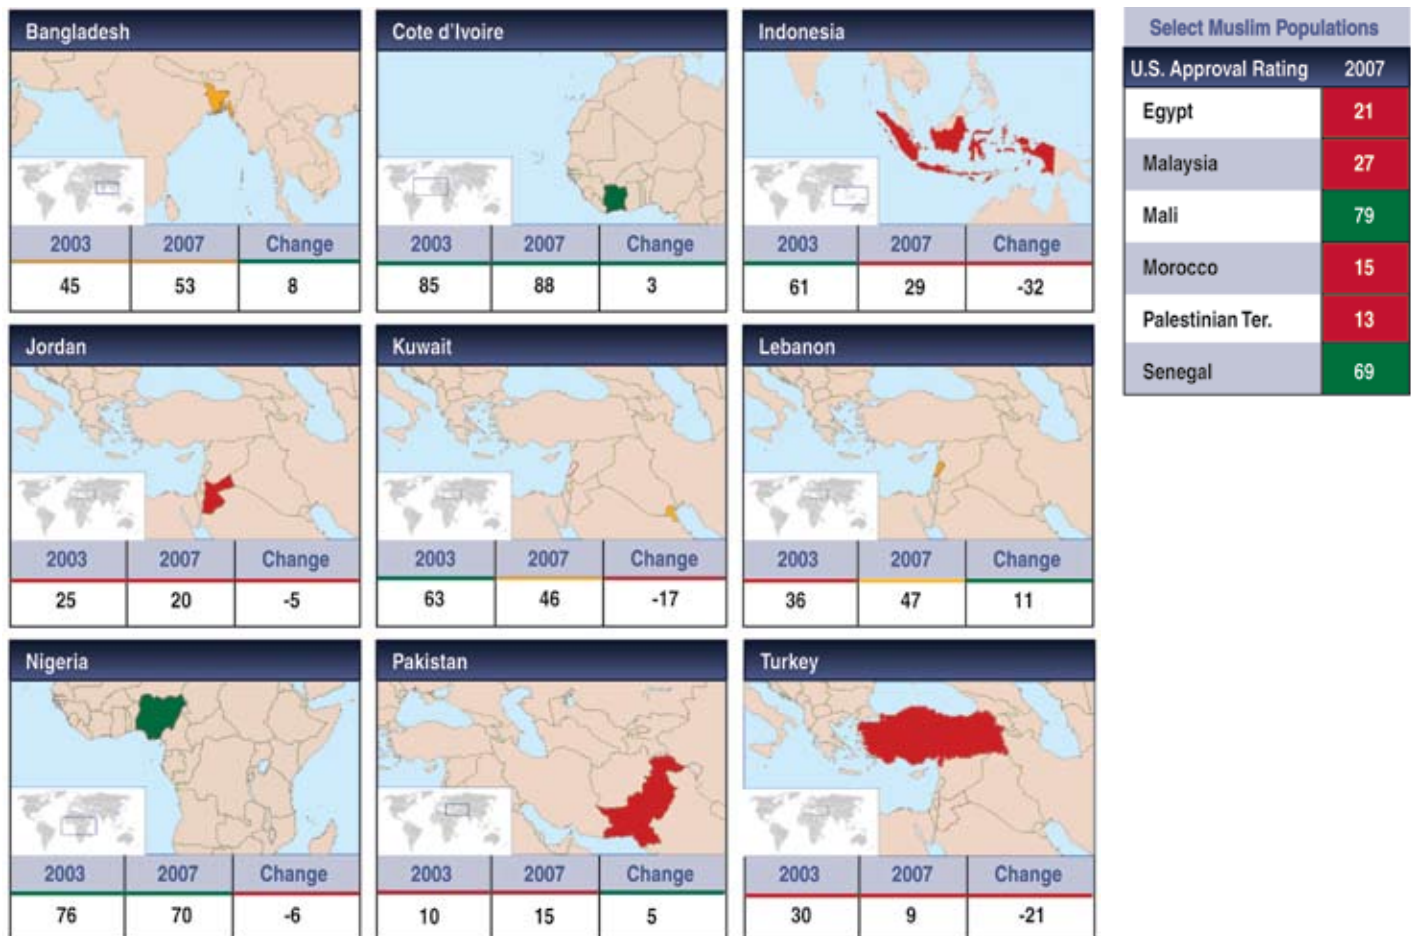 Bangladesh
2003 2007 Change
45 53 8
Cote d'Ivoire
2003 2007 Change
85 88 3
Indonesia
2003 2007 Change
61 29 -32
Jordan
2003 2007 Change
25 20 -5
Kuwait
2003 2007 Change
63 46 -17
Lebanon
2003 2007 Change
36 47 11
Nigeria
2003 2007 Change
76 70 -6
Pakistan
2003 2007 Change
10 15 5
Turkey
2003 2007 Change
30 9 -21
Select Muslim Populations
U.S. Approval Rating 2007
Egypt 21
Malaysia 27
Mali 79
Morocco 15
Palestinian Ter. 13
Senegal 69